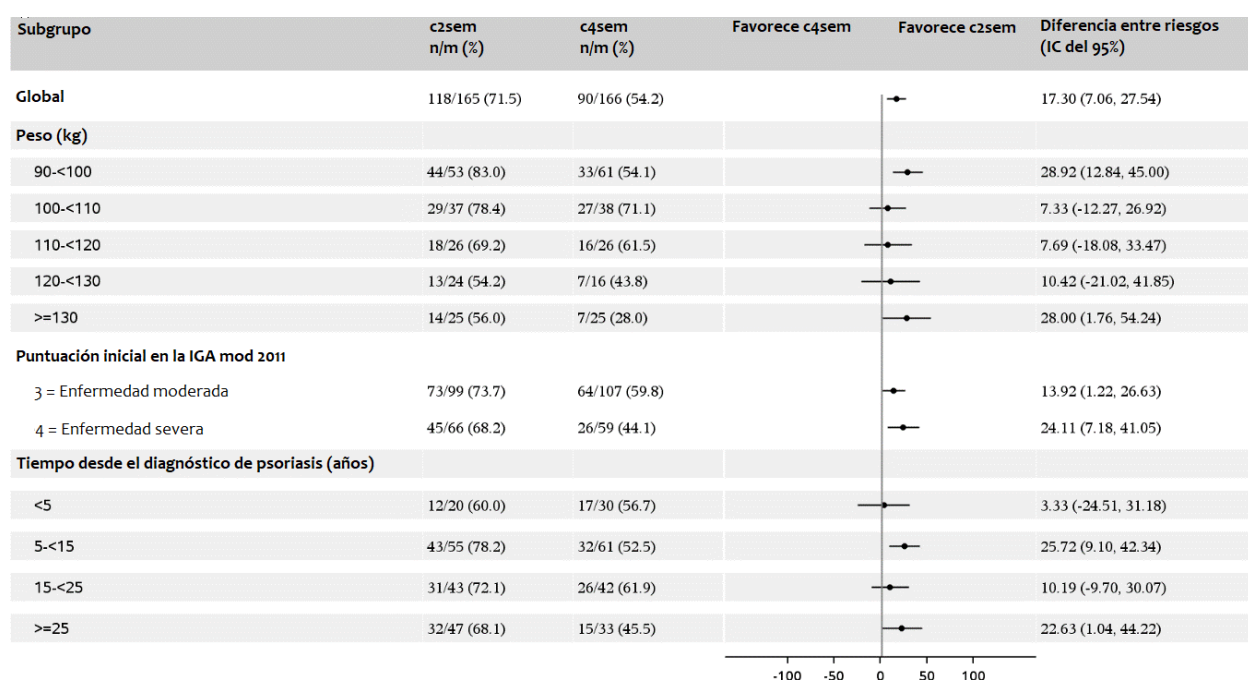 Subgrupo c2sem n/m (%) c4sem n/m (%) Favorece c4sem Favorece c2sem Diferencia entre riesgos (IC del 95%)
Global 118/165 (71.5) 90/166 (54.2) 17.30 (7.06, 27.54)
Peso (kg)
90-<100 44/53 (83.0) 33/61 (54.1) 28.92 (12.84, 45.00)
100-<110 29/37 (78.4) 27/38 (71.1) 7.33 (-12.27, 26.92)
110-<120 18/26 (69.2) 16/26 (61.5) 7.69 (-18.08, 33.47)
120-<130 13/24 (54.2) 7/16 (43.8) 10.42 (-21.02, 41.85)
>=130 14/25 (56.0) 7/25 (28.0) 28.00 (1.76, 54.24)
Puntuación inicial en la IGA mod 2011
3 = Enfermedad moderada 73/99 (73.7) 64/107 (59.8) 13.92 (1.22, 26.63)
4 = Enfermedad severa 45/66 (68.2) 26/59 (44.1) 24.11 (7.18, 41.05)
Tiempo desde el diagnóstico de psoriasis (años)
<5 12/20 (60.0) 17/30 (56.7) 3.33 (-24.51, 31.18)
5-<15 43/55 (78.2) 32/61 (52.5) 25.72 (9.10, 42.34)
15-<25 31/43 (72.1) 26/42 (61.9) 10.19 (-9.70, 30.07)
>=25 32/47 (68.1) 15/33 (45.5) 22.63 (1.04, 44.22)
-100 -50 0 50 100